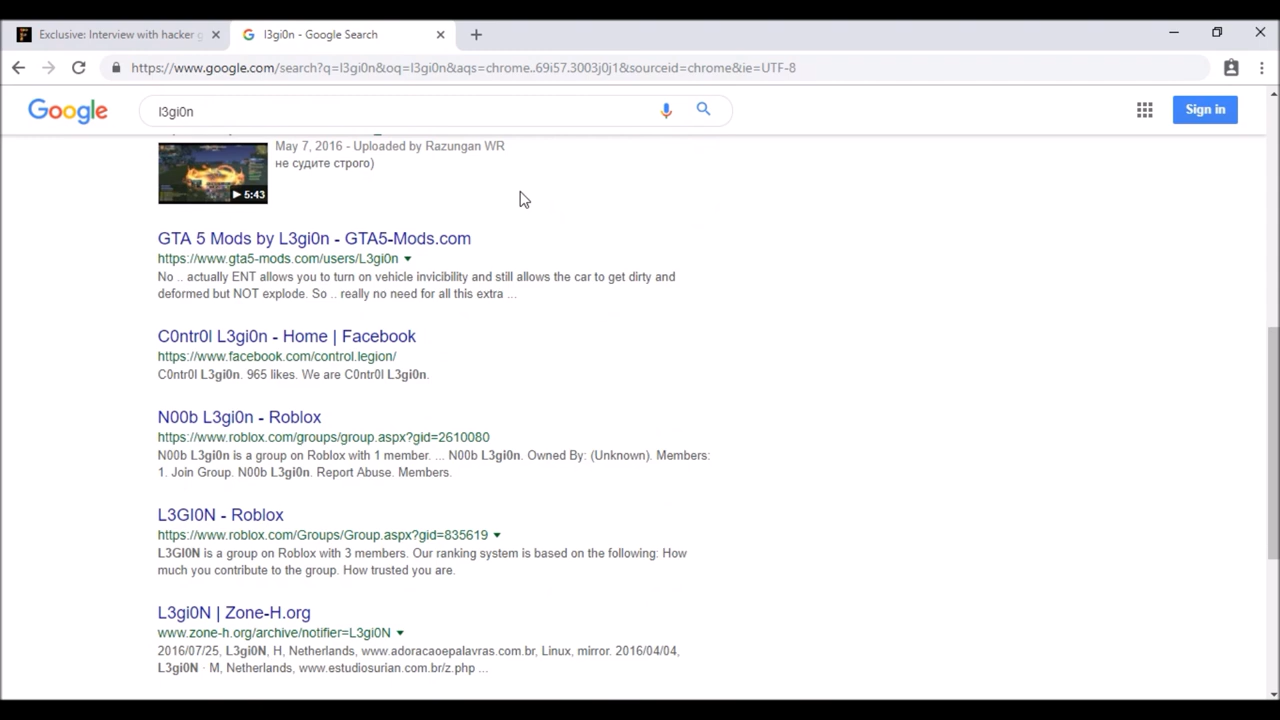 Exclusive: Interview with hacker g
l3gi0n - Google Search
https://www.google.com/search?q=l3gi0n&oq=l3gi0n&aqs=chrome..69i57.3003j0j1&sourceid=chrome&ie=UTF-8
Google
l3gi0n
Sign in
May 7, 2016 - Uploaded by Razungan WR
не судите строго)
5:43
GTA 5 Mods by L3gi0n - GTA5-Mods.com
https://www.gta5-mods.com/users/L3gi0n
No .. actually ENT allows you to turn on vehicle invicibility and still allows the car to get dirty and
deformed but NOT explode. So .. really no need for all this extra ...
C0ntr0l L3gi0n - Home | Facebook
https://www.facebook.com/control.legion/
C0ntr0l L3gi0n. 965 likes. We are C0ntr0l L3gi0n.
N00b L3gi0n - Roblox
https://www.roblox.com/groups/group.aspx?gid=2610080
N00b L3gi0n is a group on Roblox with 1 member. ... N00b L3gi0n. Owned By: (Unknown). Members:
1. Join Group. N00b L3gi0n. Report Abuse. Members.
L3GI0N - Roblox
https://www.roblox.com/Groups/Group.aspx?gid=835619
L3GI0N is a group on Roblox with 3 members. Our ranking system is based on the following: How
much you contribute to the group. How trusted you are.
L3gi0N | Zone-H.org
www.zone-h.org/archive/notifier=L3gi0N
2016/07/25, L3gi0N, H, Netherlands, www.adoracaoepalavras.com.br, Linux, mirror. 2016/04/04,
L3gi0N · M, Netherlands, www.estudiosurian.com.br/z.php ...